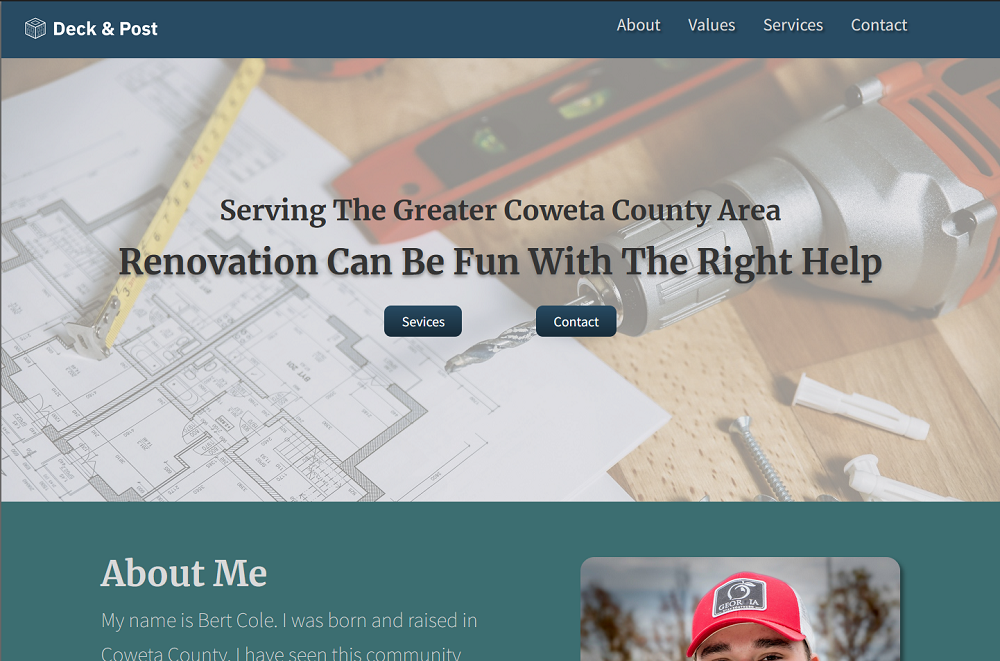 Deck & Post
About Values Services Contact
Serving The Greater Coweta County Area
Renovation Can Be Fun With The Right Help
Sevices Contact
About Me
My name is Bert Cole. I was born and raised in
Coweta County. I have seen this community
GEORGIA